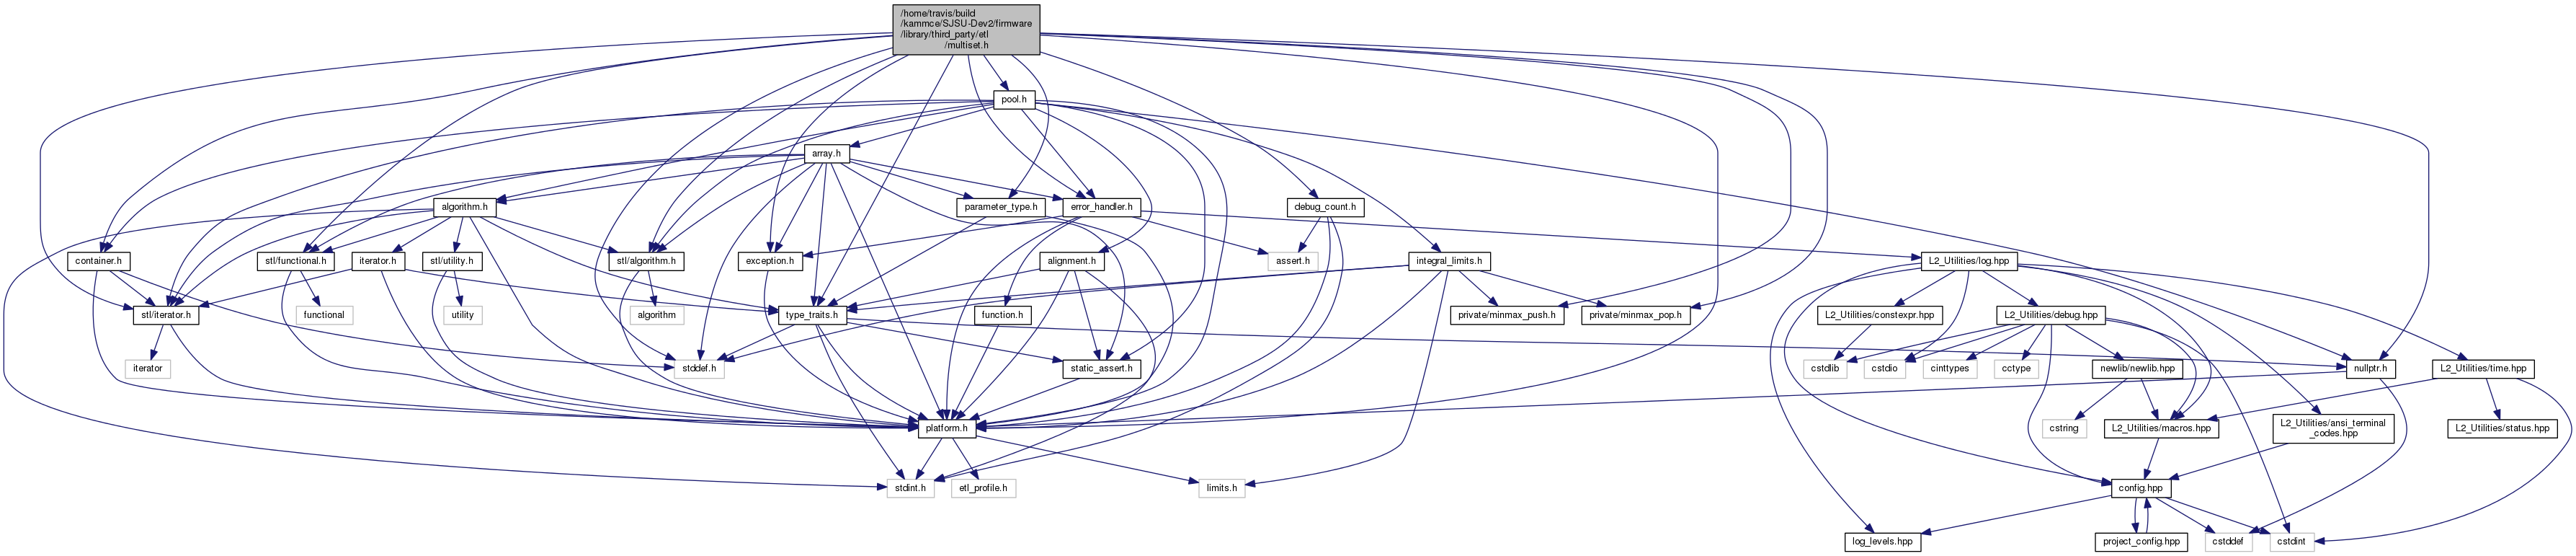 /home/travis/build
/kammce/SJSU-Dev2/firmware
/library/third_party/etl
/multiset.h
pool.h
array.h
algorithm.h
parameter_type.h
error_handler.h
debug_count.h
container.h
stl/functional.h
iterator.h
stl/utility.h
stl/algorithm.h
exception.h
alignment.h
assert.h
integral_limits.h
L2_Utilities/log.hpp
stl/iterator.h
functional
utility
algorithm
type_traits.h
function.h
private/minmax_push.h
private/minmax_pop.h
L2_Utilities/constexpr.hpp
L2_Utilities/debug.hpp
iterator
stddef.h
static_assert.h
cstdlib
cstdio
cinttypes
cctype
newlib/newlib.hpp
nullptr.h
L2_Utilities/time.hpp
platform.h
cstring
L2_Utilities/macros.hpp
L2_Utilities/ansi_terminal
_codes.hpp
L2_Utilities/status.hpp
stdint.h
etl_profile.h
limits.h
config.hpp
log_levels.hpp
project_config.hpp
cstddef
cstdint